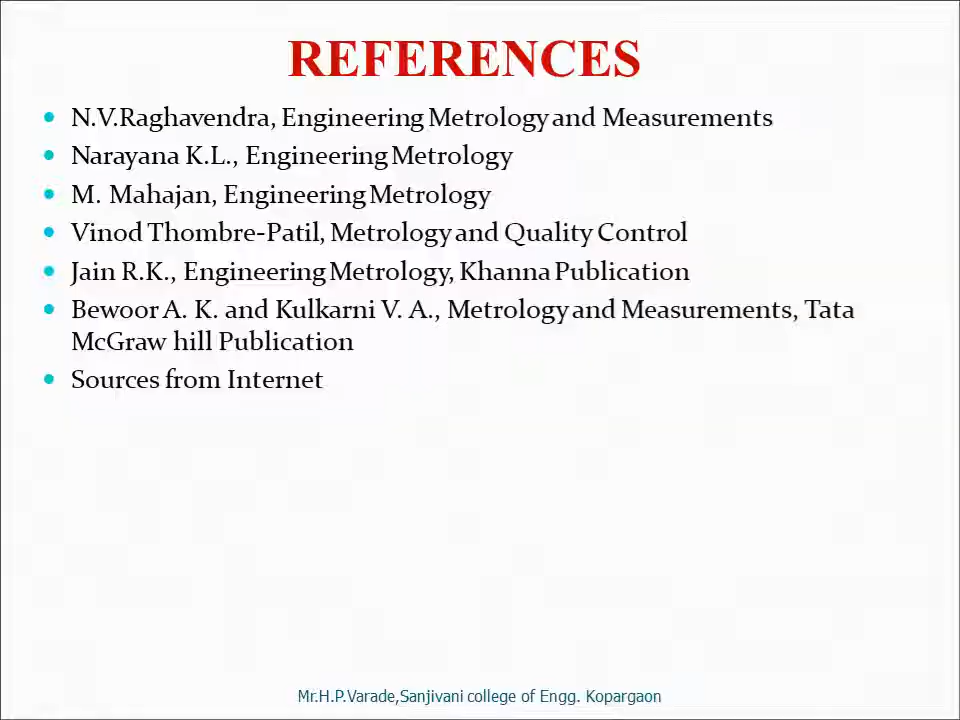 REFERENCES
N.V.Raghavendra, Engineering Metrology and Measurements
Narayana K.L., Engineering Metrology
M. Mahajan, Engineering Metrology
Vinod Thombre-Patil, Metrology and Quality Control
Jain R.K., Engineering Metrology, Khanna Publication
Bewoor A. K. and Kulkarni V. A., Metrology and Measurements, Tata
McGraw hill Publication
Sources from Internet
Mr.H.P.Varade,Sanjivani college of Engg. Kopargaon